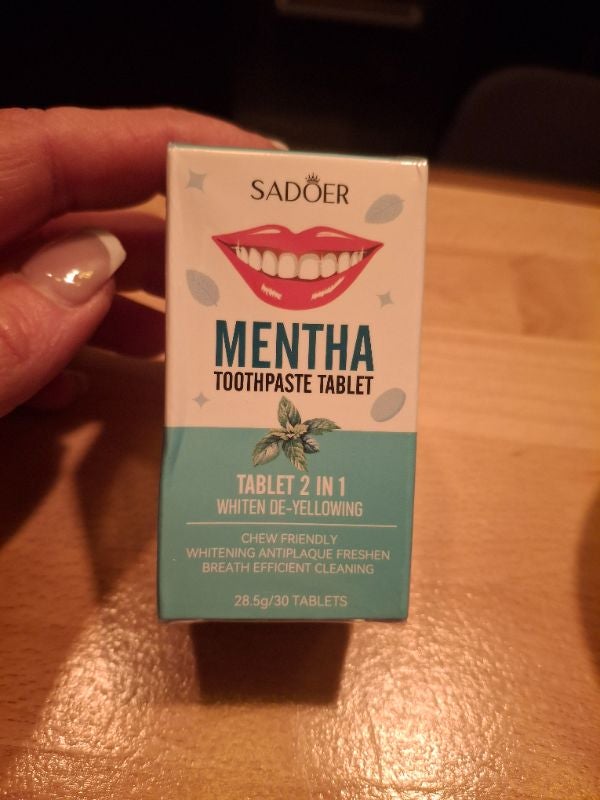 SADOER
MENTHA
TOOTHPASTE TABLET
TABLET 2 IN 1
WHITEN DE-YELLOWING
CHEW FRIENDLY
WHITENING ANTIPLAQUE FRESHEN
BREATH EFFICIENT CLEANING
28.5g/30 TABLETS